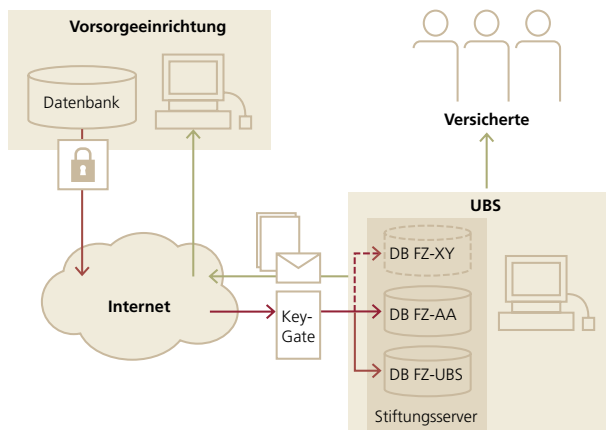 Vorsorgeeinrichtung
Datenbank
Versicherte
UBS
DB FZ-XY
Internet
Key-
Gate
DB FZ-AA
DB FZ-UBS
Stiftungsserver